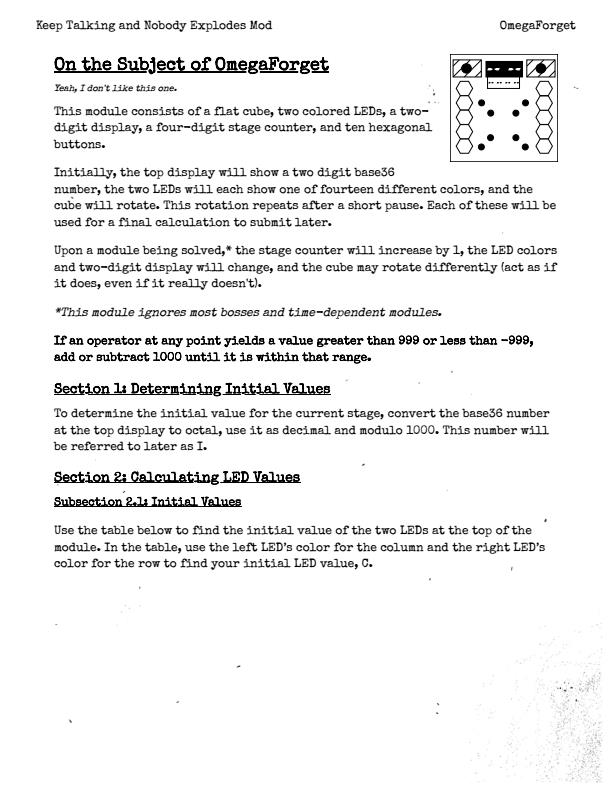 Keep Talking and Nobody Explodes Mod
OmegaForget
On the Subject of OmegaForget
Yeah, I don't like this one.
This module consists of a flat cube, two colored LEDs, a two-
digit display, a four-digit stage counter, and ten hexagonal
buttons.
Initially, the top display will show a two digit base36
number, the two LEDs will each show one of fourteen different colors, and the
cube will rotate. This rotation repeats after a short pause. Each of these will be
used for a final calculation to submit later.
Upon a module being solved,* the stage counter will increase by 1, the LED colors
and two-digit display will change, and the cube may rotate differently (act as if
it does, even if it really doesn't).
*This module ignores most bosses and time-dependent modules.
If an operator at any point yields a value greater than 999 or less than -999,
add or subtract 1000 until it is within that range.
Section 1: Determining Initial Values
To determine the initial value for the current stage, convert the base36 number
at the top display to octal, use it as decimal and modulo 1000. This number will
be referred to later as I.
Section 2: Calculating LED Values
Subsection 2.1: Initial Values
Use the table below to find the initial value of the two LEDs at the top of the
module. In the table, use the left LED's color for the column and the right LED's
color for the row to find your initial LED value, C.